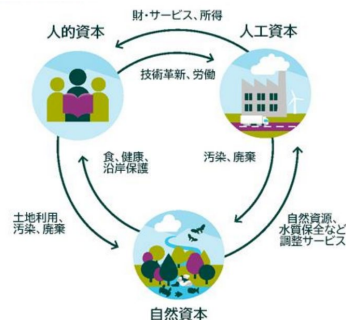 財・サービス、所得
人的資本
人工資本
技術革新、労働
食、健康、
沿岸保護
汚染、廃棄
土地利用、
汚染、廃棄
自然資源、
水質保全など
調整サービス
自然資本